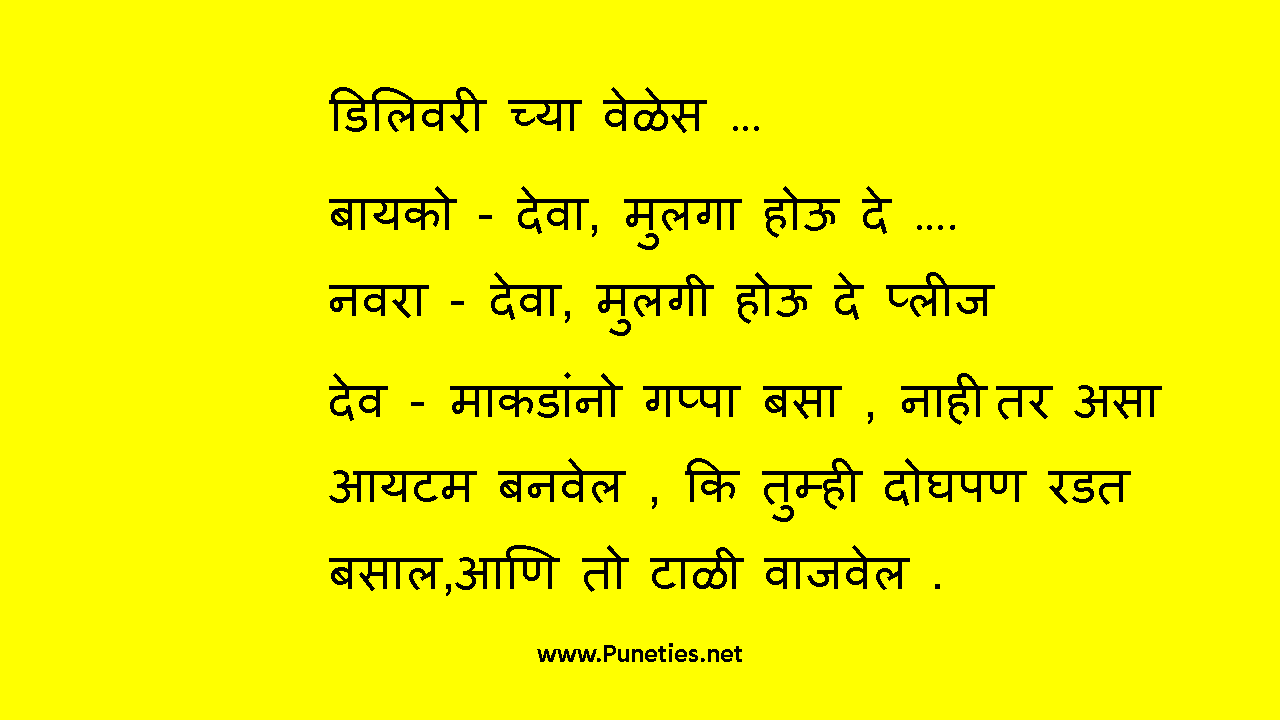 डिलिवरी च्या वेळेस ...
बायको - देवा, मुलगा होऊ दे ....
नवरा - देवा, मुलगी होऊ दे प्लीज
देव - माकडांनो गप्पा बसा , नाही तर असा
आयटम बनवेल , कि तुम्ही दोघपण रडत
बसाल,आणि तो टाळी वाजवेल .
www.Puneties.net